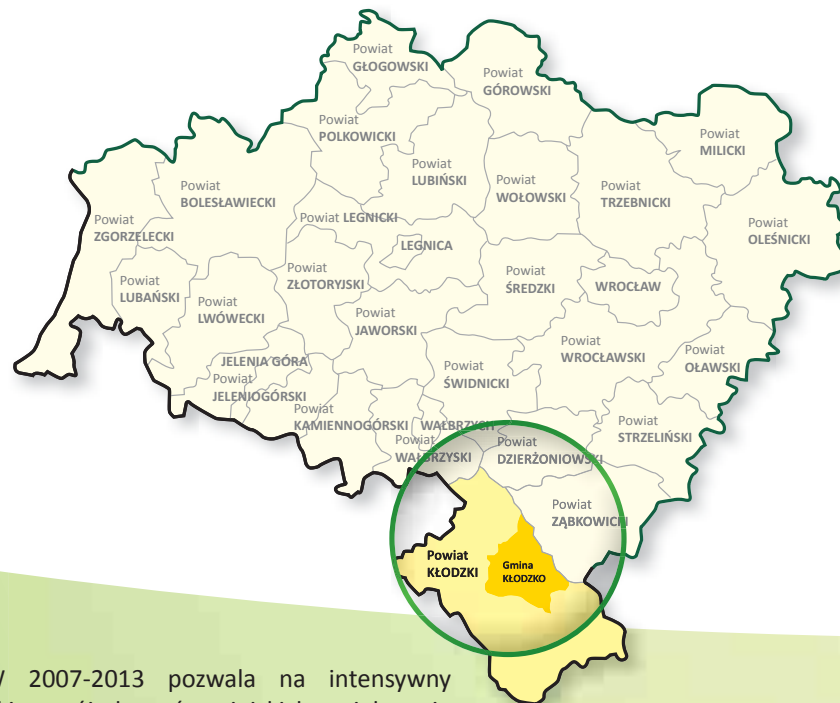 Powiat
GŁOGOWSKI
Powiat
GÓROWSKI
Powiat
POLKOWICKI
Powiat
MILICKI
Powiat
LUBIŃSKI
Powiat
BOLESŁAWIECKI
Powiat
WOŁOWSKI
Powiat
TRZEBNICKI
Powiat
ZGORZELECKI
Powiat LEGNICKI
Powiat
OLEŚNICKI
LEGNICA
Powiat
LUBAŃSKI
Powiat
ZŁOTORYJSKI
Powiat
ŚREDZKI
WROCŁAW
Powiat
LWÓWECKI
Powiat
JAWORSKI
Powiat
WROCŁAWSKI
Powiat
OŁAWSKI
JELENIA GÓRA
Powiat
JELENIOGÓRSKI
Powiat
ŚWIDNICKI
Powiat
KAMIENNOGÓRSKI
WAŁBRZYCH
Powiat
STRZELIŃSKI
Powiat
WAŁBRZYSKI
Powiat
DZIERŻONIOWSKI
Powiat
ZĄBKOWICKI
Powiat
KŁODZKI
Gmina
KŁODZKO
2007-2013 pozwala na intensywny